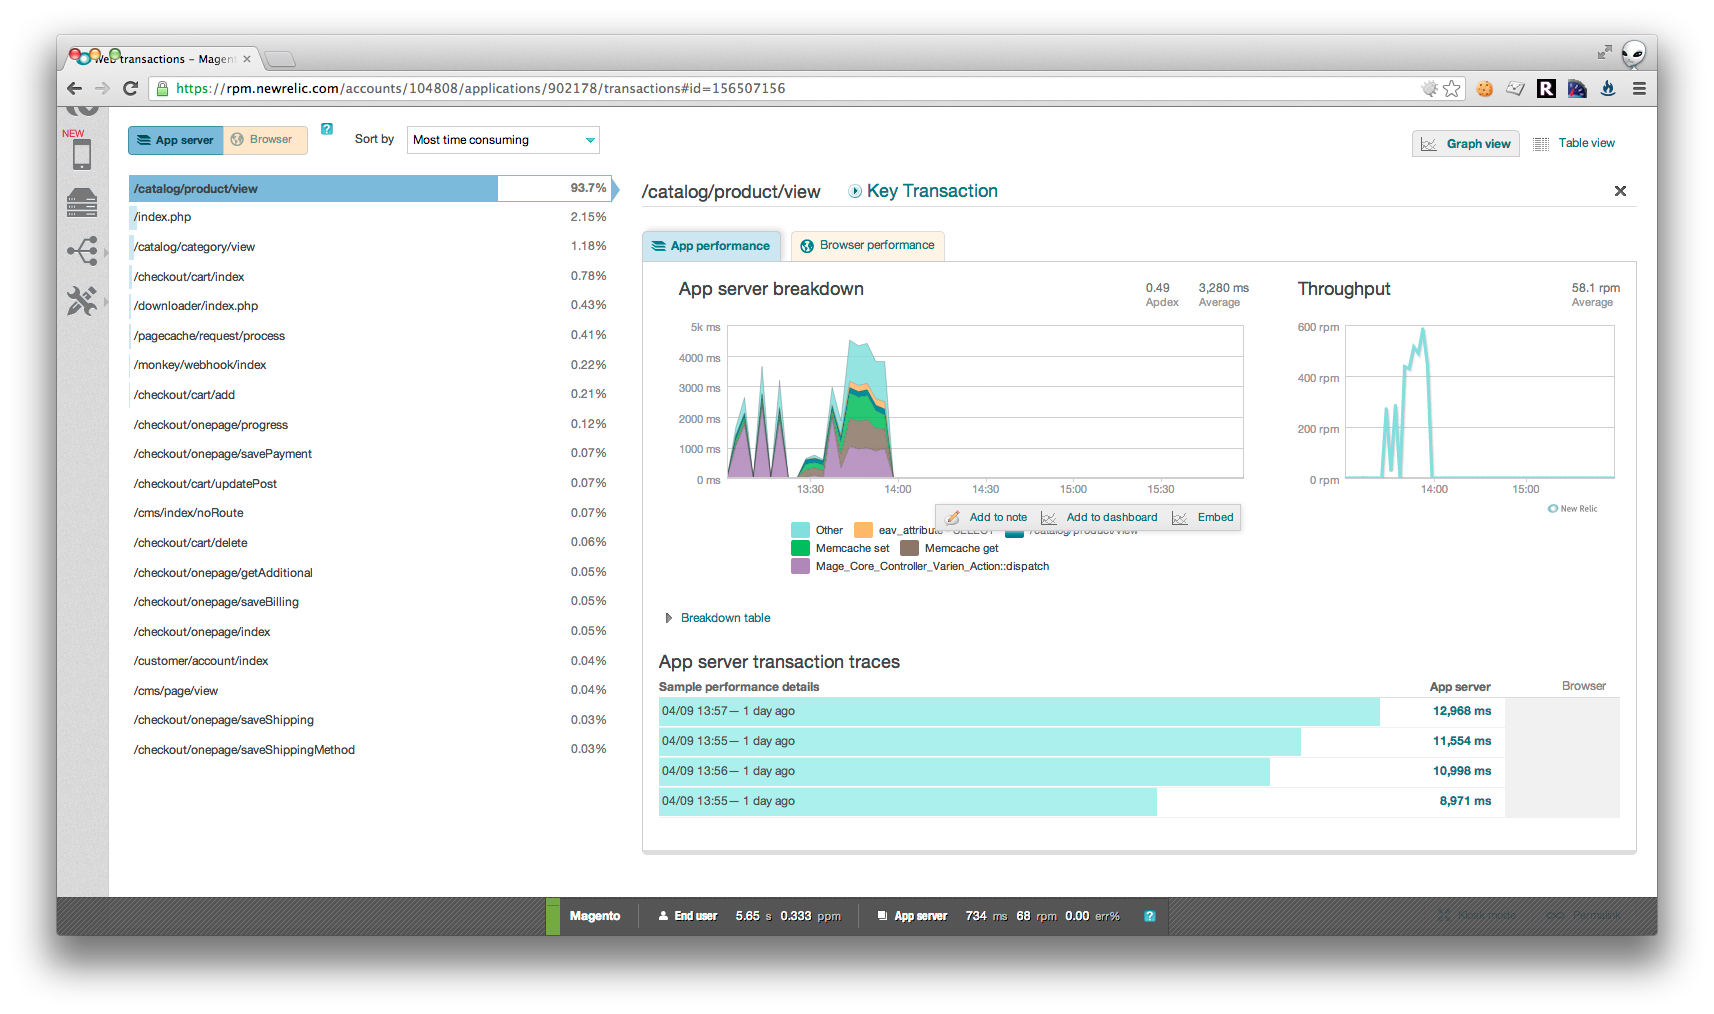 Web transactions – Magent
https://rpm.newrelic.com/accounts/104808/applications/902178/transactions#id=156507156
NEW
App server
Browser
?
Sort by
Most time consuming
Graph view
Table view
/catalog/product/view 93.7%
/index.php 2.15%
/catalog/category/view 1.18%
/checkout/cart/index 0.78%
/downloader/index.php 0.43%
/pagecache/request/process 0.41%
/monkey/webhook/index 0.22%
/checkout/cart/add 0.21%
/checkout/onepage/progress 0.12%
/checkout/onepage/savePayment 0.07%
/checkout/cart/updatePost 0.07%
/cms/index/noRoute 0.07%
/checkout/cart/delete 0.06%
/checkout/onepage/getAdditional 0.05%
/checkout/onepage/saveBilling 0.05%
/checkout/onepage/index 0.05%
/customer/account/index 0.04%
/cms/page/view 0.04%
/checkout/onepage/saveShipping 0.03%
/checkout/onepage/saveShippingMethod 0.03%
/catalog/product/view Key Transaction
App performance
Browser performance
App server breakdown
0.49 3,280 ms
Apdex Average
5k ms
4000 ms
3000 ms
2000 ms
1000 ms
0 ms
13:30 14:00 14:30 15:00 15:30
Throughput
58.1 rpm
Average
600 rpm
400 rpm
200 rpm
0 rpm
14:00 15:00
New Relic
Add to note Add to dashboard Embed
Other eav_attribute - SELECT /catalog/product/view
Memcache set Memcache get
Mage_Core_Controller_Varien_Action::dispatch
Breakdown table
App server transaction traces
Sample performance details App server Browser
04/09 13:57— 1 day ago 12,968 ms
04/09 13:55— 1 day ago 11,554 ms
04/09 13:56— 1 day ago 10,998 ms
04/09 13:55— 1 day ago 8,971 ms
Magento End user 5.65 s 0.333 ppm App server 734 ms 68 rpm 0.00 err% ? Kiosk mode Permalink